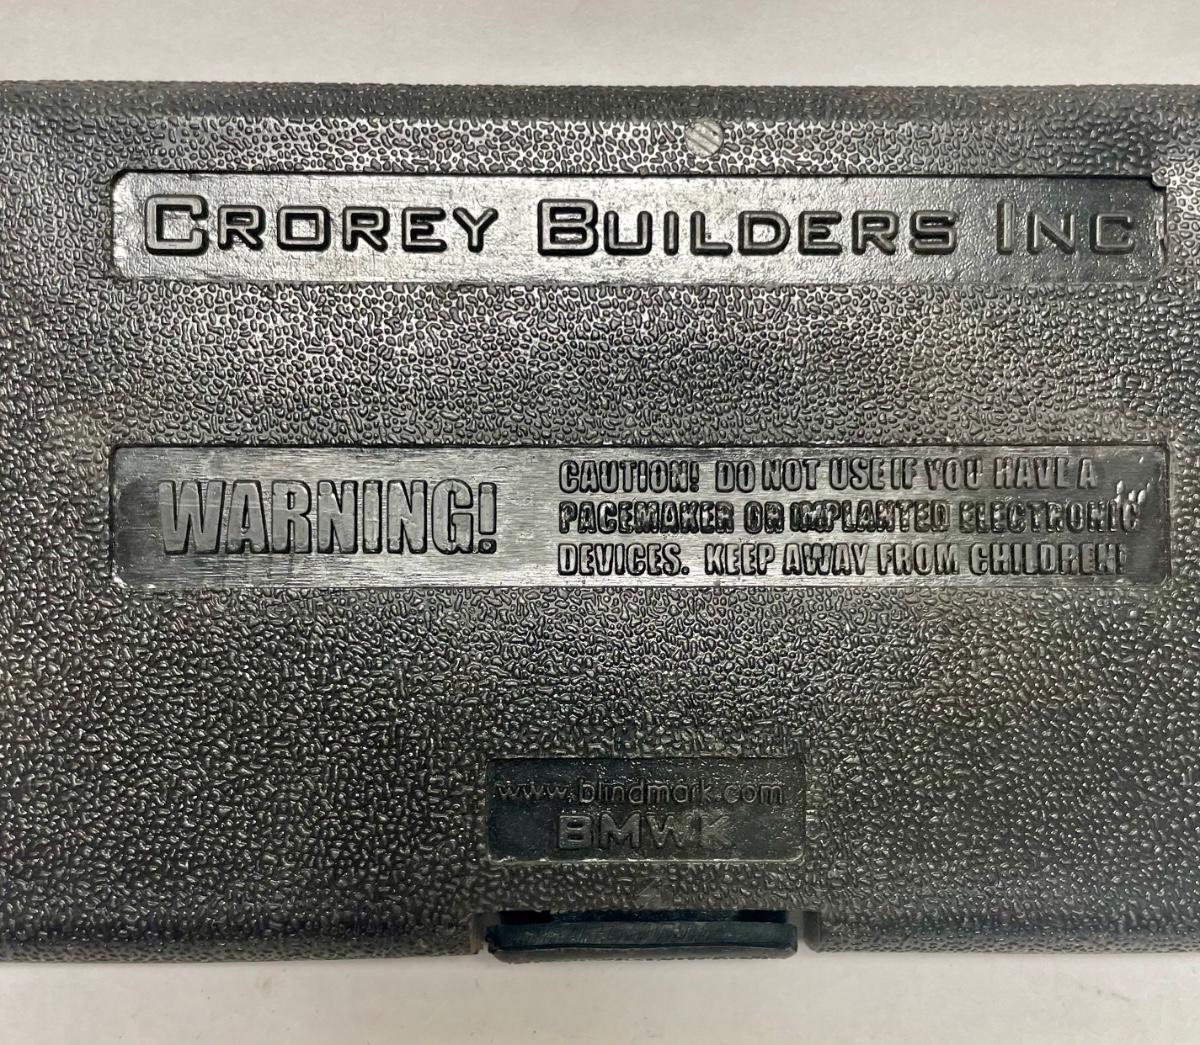 CROREY BUILDERS INC
WARNING!
CAUTION! DO NOT USE IF YOU HAVE A
PACEMAKER OR IMPLANTED ELECTRONIC
DEVICES. KEEP AWAY FROM CHILDREN!
www.blindmark.com
BMWK